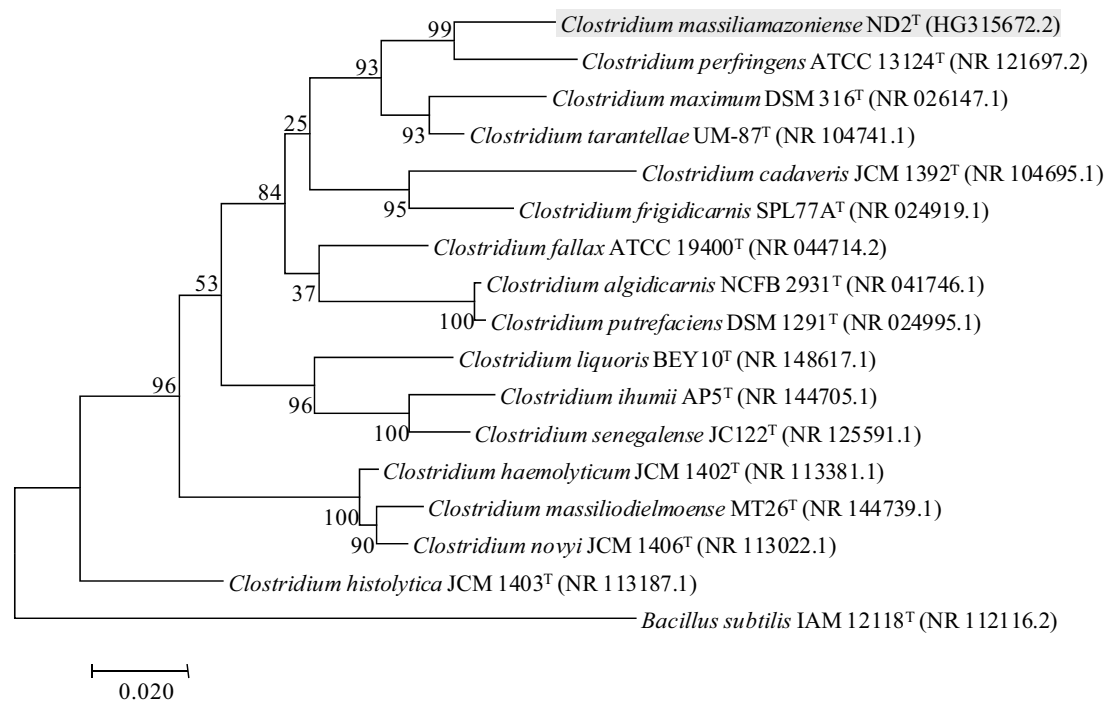 99
Clostridium massiliamazoniense ND2ᵀ (HG315672.2)
Clostridium perfringens ATCC 13124ᵀ (NR 121697.2)
93
Clostridium maximum DSM 316ᵀ (NR 026147.1)
93
Clostridium tarantellae UM-87ᵀ (NR 104741.1)
25
Clostridium cadaveris JCM 1392ᵀ (NR 104695.1)
95
Clostridium frigidicarnis SPL77Aᵀ (NR 024919.1)
84
Clostridium fallax ATCC 19400ᵀ (NR 044714.2)
37
Clostridium algidicarnis NCFB 2931ᵀ (NR 041746.1)
100
Clostridium putrefaciens DSM 1291ᵀ (NR 024995.1)
53
Clostridium liquoris BEY10ᵀ (NR 148617.1)
96
Clostridium ihumii AP5ᵀ (NR 144705.1)
100
Clostridium senegalense JC122ᵀ (NR 125591.1)
96
Clostridium haemolyticum JCM 1402ᵀ (NR 113381.1)
100
Clostridium massiliodielmoense MT26ᵀ (NR 144739.1)
90
Clostridium novyi JCM 1406ᵀ (NR 113022.1)
Clostridium histolytica JCM 1403ᵀ (NR 113187.1)
Bacillus subtilis IAM 12118ᵀ (NR 112116.2)
0.020